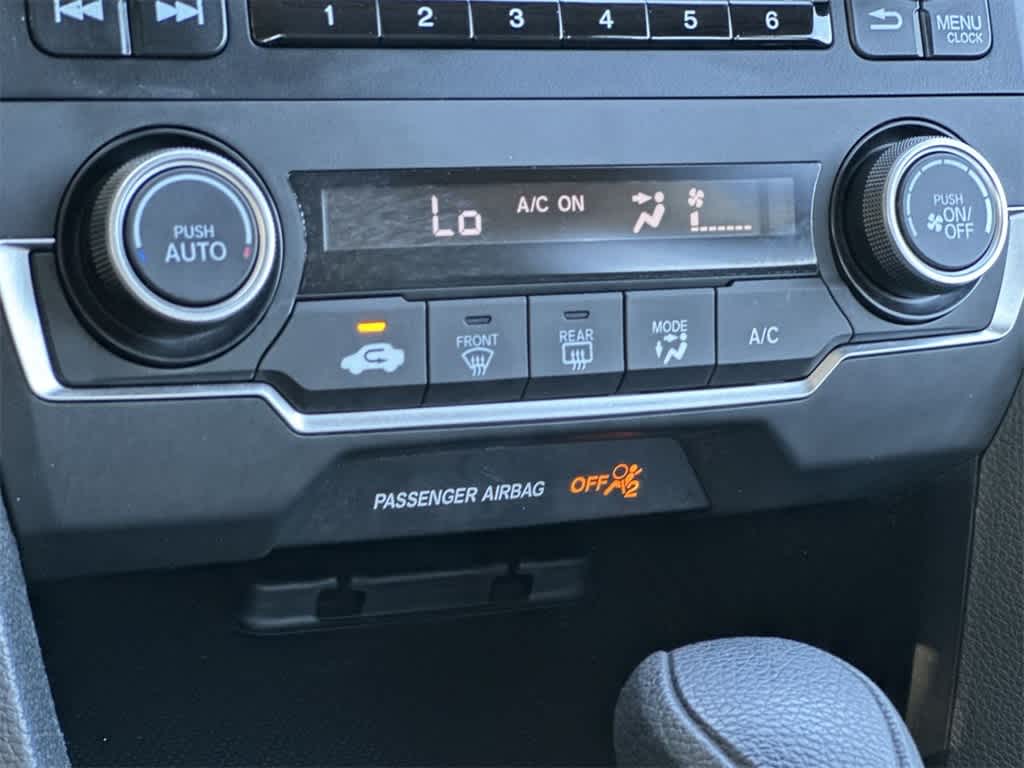 1 2 3 4 5 6
MENU
CLOCK
PUSH
AUTO
Lo A/C ON
PUSH
ON/
OFF
FRONT
REAR
MODE
A/C
PASSENGER AIRBAG OFF 2